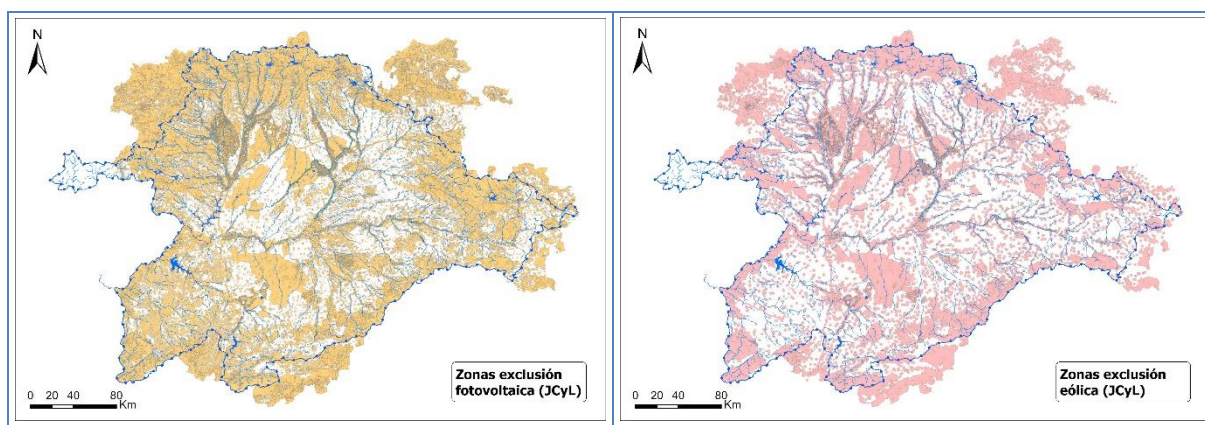 N
Zonas exclusión
fotovoltaica (JCyL)
0 20 40 80
Km
N
Zonas exclusión
eólica (JCyL)
0 20 40 80
Km